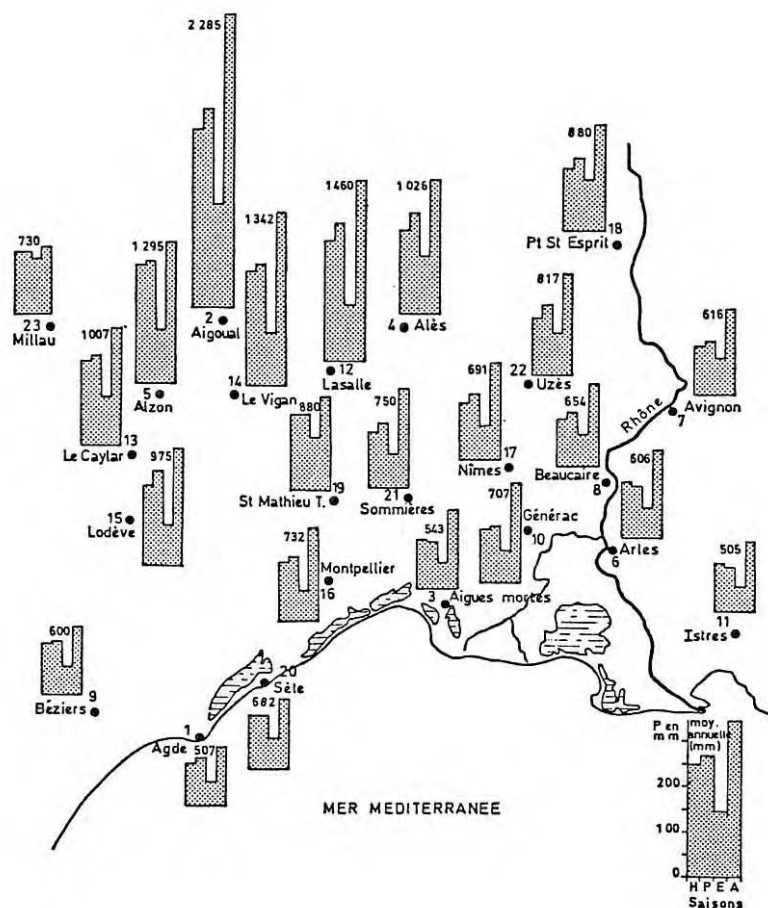 2 285
2
Aigoual
730
23
Millau
1 295
5
Alzon
1342
14
Le Vigan
1460
12
Lasalle
1 026
4
Alès
880
18
Pt St Esprit
1007
13
Le Caylar
817
22
Uzès
616
Avignon
7
Rhône
880
19
St Mathieu T.
750
21
Sommières
691
17
Nîmes
654
Beaucaire
8
975
15
Lodève
606
Arles
6
732
Montpellier
16
543
3
Aigues mortes
707
Générac
10
505
11
Istres
600
9
Béziers
20
Sète
682
1
Agde
507
MER MEDITERRANEE
P en
mm
moy.
annuelle
(mm)
200
100
0
H P E A
Saisons